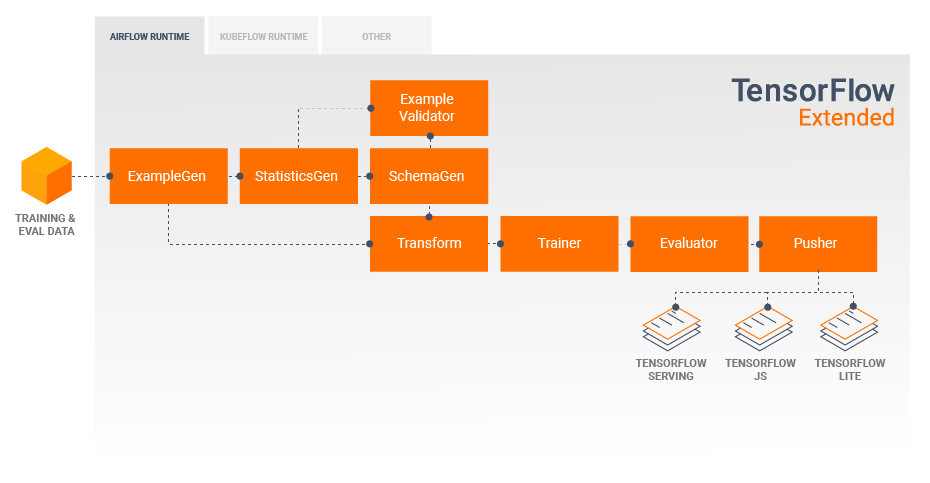 AIRFLOW RUNTIME
KUBEFLOW RUNTIME
OTHER
TensorFlow
Extended
Example
Validator
ExampleGen
StatisticsGen
SchemaGen
TRAINING &
EVAL DATA
Transform
Trainer
Evaluator
Pusher
TENSORFLOW
SERVING
TENSORFLOW
JS
TENSORFLOW
LITE